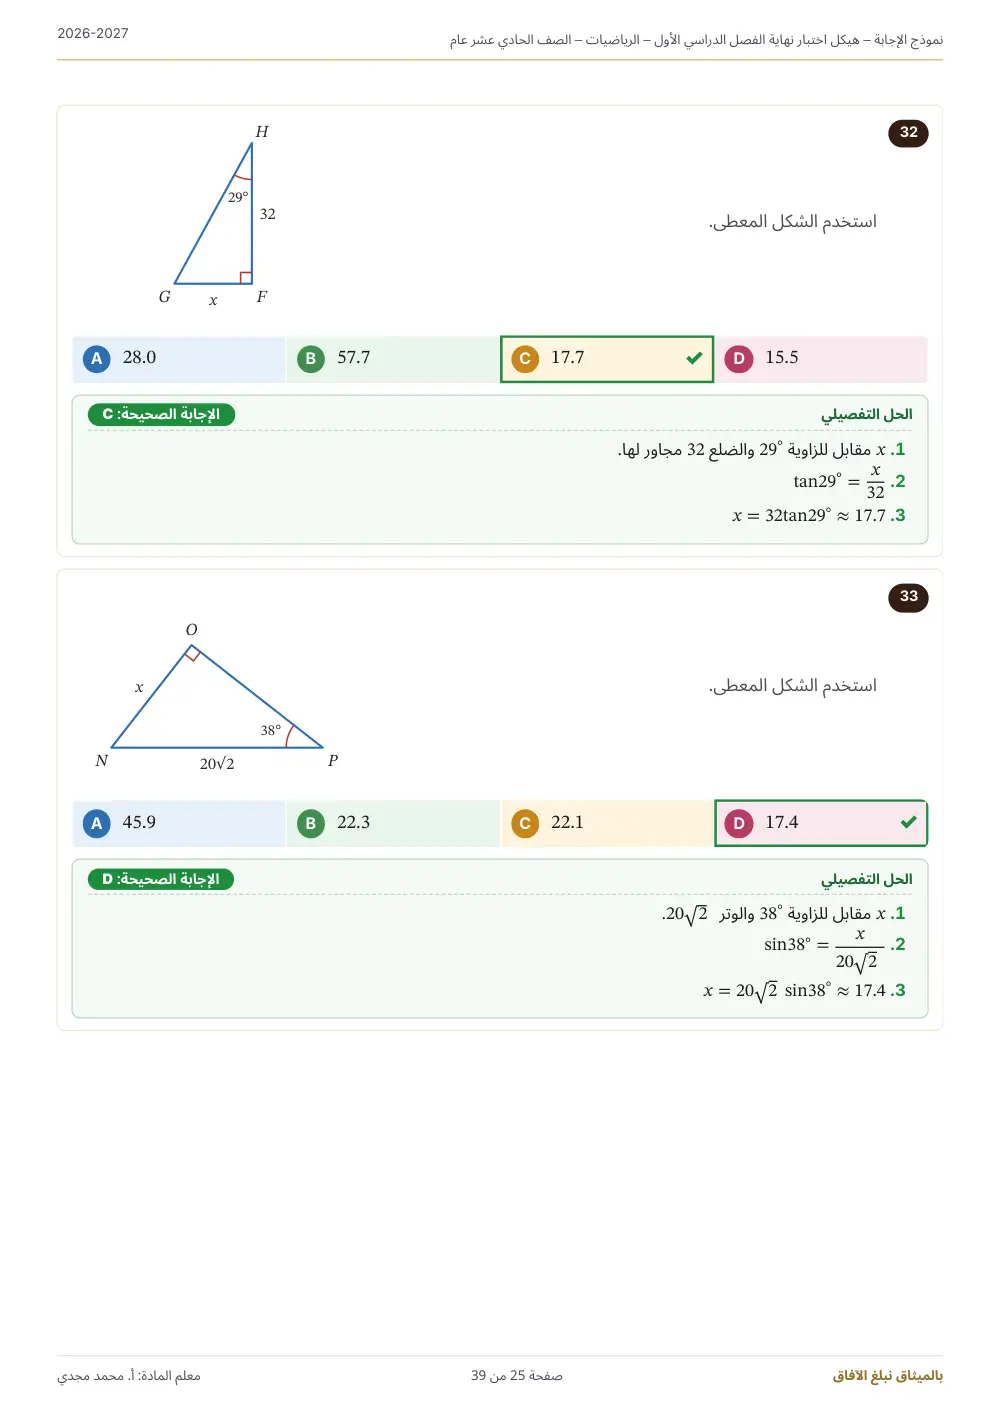 نموذج الإجابة – هيكل اختبار نهاية الفصل الدراسي الأول – الرياضيات – الصف الحادي عشر عام
2026-2027
32
استخدم الشكل المعطى.
H
29°
32
G
x
F
A 28.0
B 57.7
C 17.7 ✔
D 15.5
الحل التفصيلي
الإجابة الصحيحة: C
1. x مقابل للزاوية 29° والضلع 32 مجاور لها.
2. tan29° = x/32
3. x = 32tan29° ≈ 17.7
33
استخدم الشكل المعطى.
O
x
38°
N
20√2
P
A 45.9
B 22.3
C 22.1
D 17.4 ✔
الحل التفصيلي
الإجابة الصحيحة: D
1. x مقابل للزاوية 38° والوتر 20√2.
2. sin38° = x/20√2
3. x = 20√2 sin38° ≈ 17.4
بالميثاق نبلغ الآفاق
صفحة 25 من 39
معلم المادة: أ. محمد مجدي